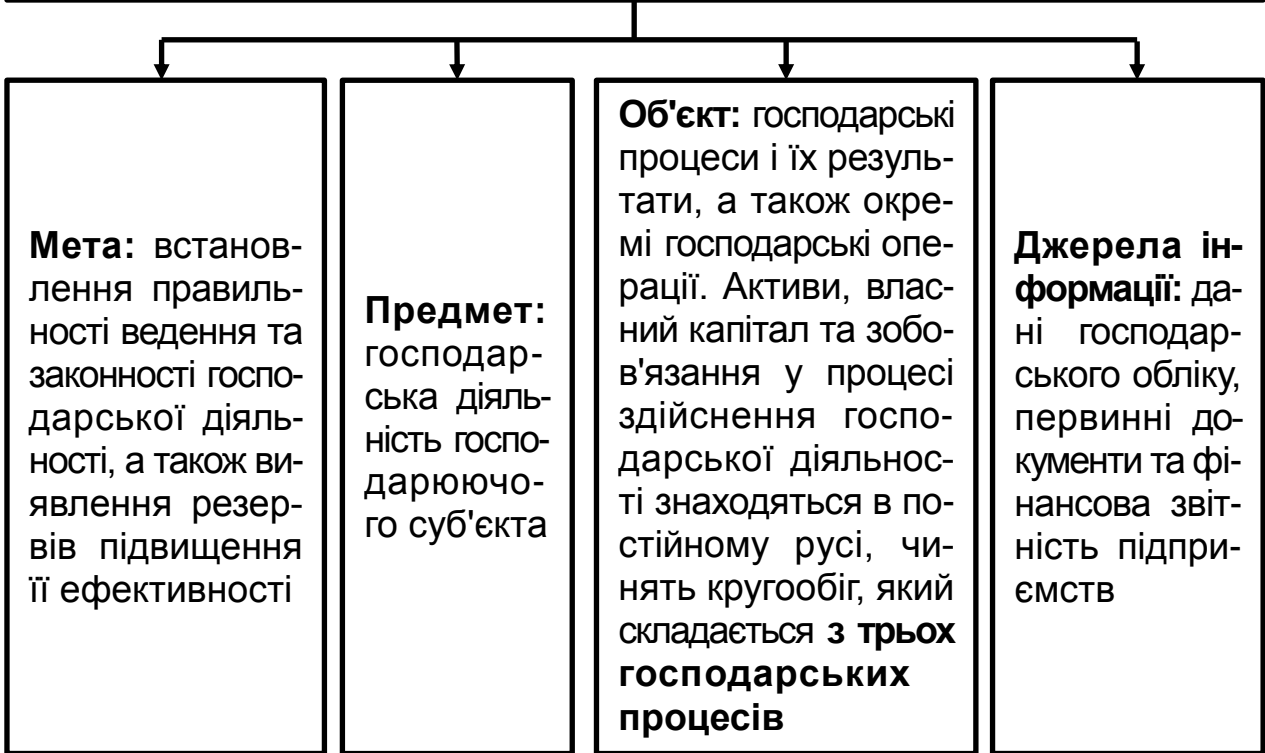 Мета: встанов-
лення правиль-
ності ведення та
законності госпо-
дарської діяль-
ності, а також ви-
явлення резер-
вів підвищення
її ефективності
Предмет:
господар-
ська діяль-
ність госпо-
дарюючо-
го суб'єкта
Об'єкт: господарські
процеси і їх резуль-
тати, а також окре-
мі господарські опе-
рації. Активи, влас-
ний капітал та зобо-
в'язання у процесі
здійснення госпо-
дарської діяльнос-
ті знаходяться в по-
стійному русі, чи-
нять кругообіг, який
складається з трьох
господарських
процесів
Джерела ін-
формації: да-
ні господар-
ського обліку,
первинні до-
кументи та фі-
нансова звіт-
ність підпри-
ємств